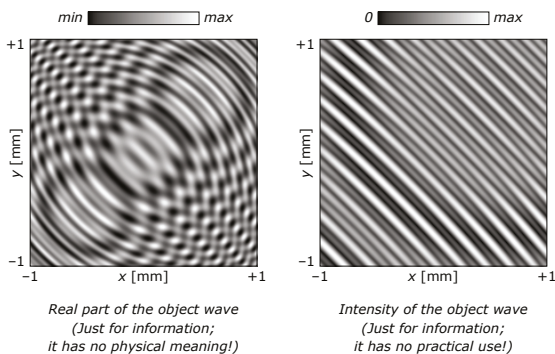 min max
0 max
+1
y [mm]
−1
−1 x [mm] +1
+1
y [mm]
−1
−1 x [mm] +1
Real part of the object wave
(Just for information;
it has no physical meaning!)
Intensity of the object wave
(Just for information;
it has no practical use!)